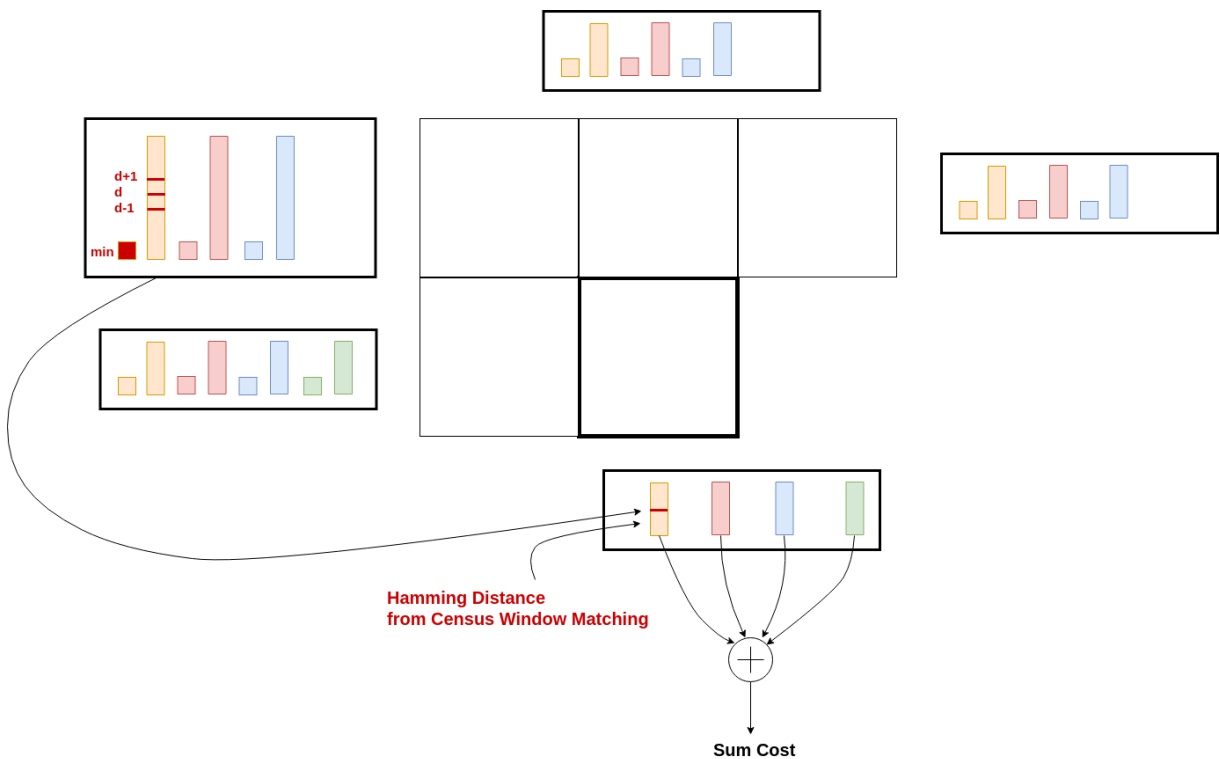 d+1
d
d-1
min
Hamming Distance
from Census Window Matching
Sum Cost